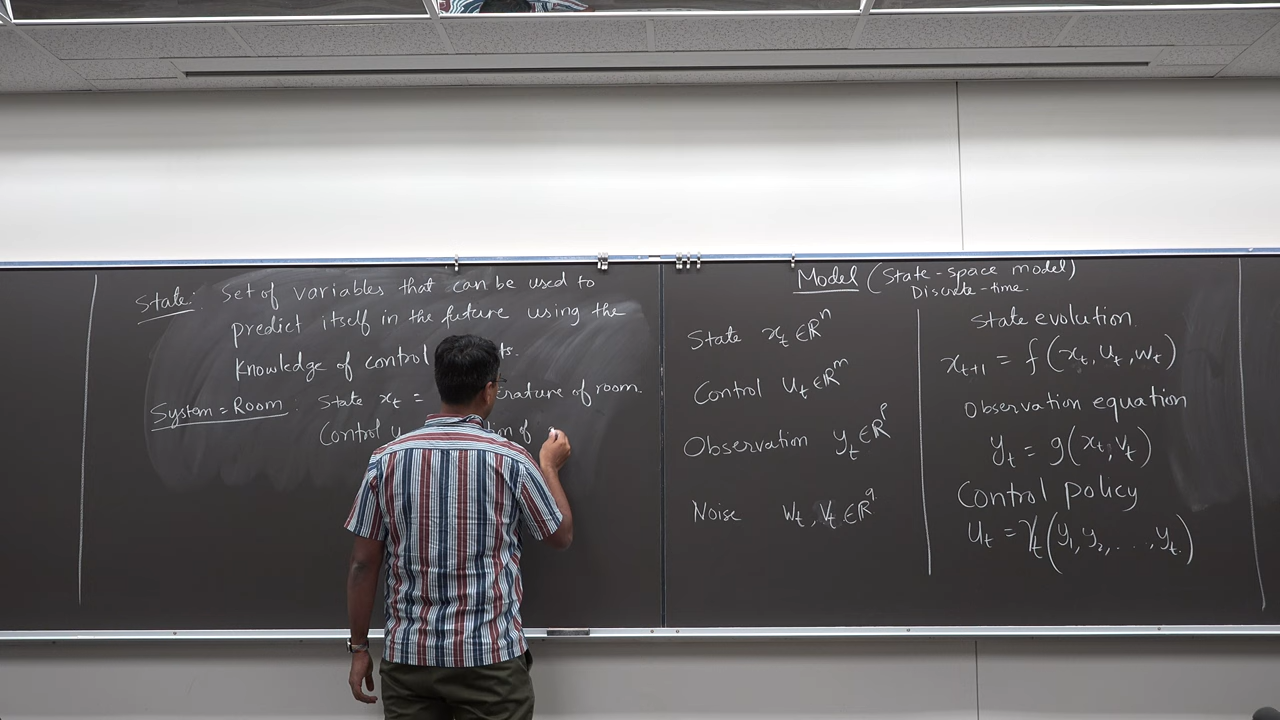 State: Set of variables that can be used to
predict itself in the future using the
knowledge of control
System = Room. State xₜ = of room.
Control u of
Model (State-space model)
Discrete-time.
State xₜ ∈ ℝⁿ
Control uₜ ∈ ℝᵐ
Observation yₜ ∈ ℝᵖ
Noise wₜ, vₜ ∈ ℝ^q
State evolution
xₜ₊₁ = f(xₜ, uₜ, wₜ)
Observation equation
yₜ = g(xₜ, vₜ)
Control policy
uₜ = γₜ(y₁, y₂, ..., yₜ)